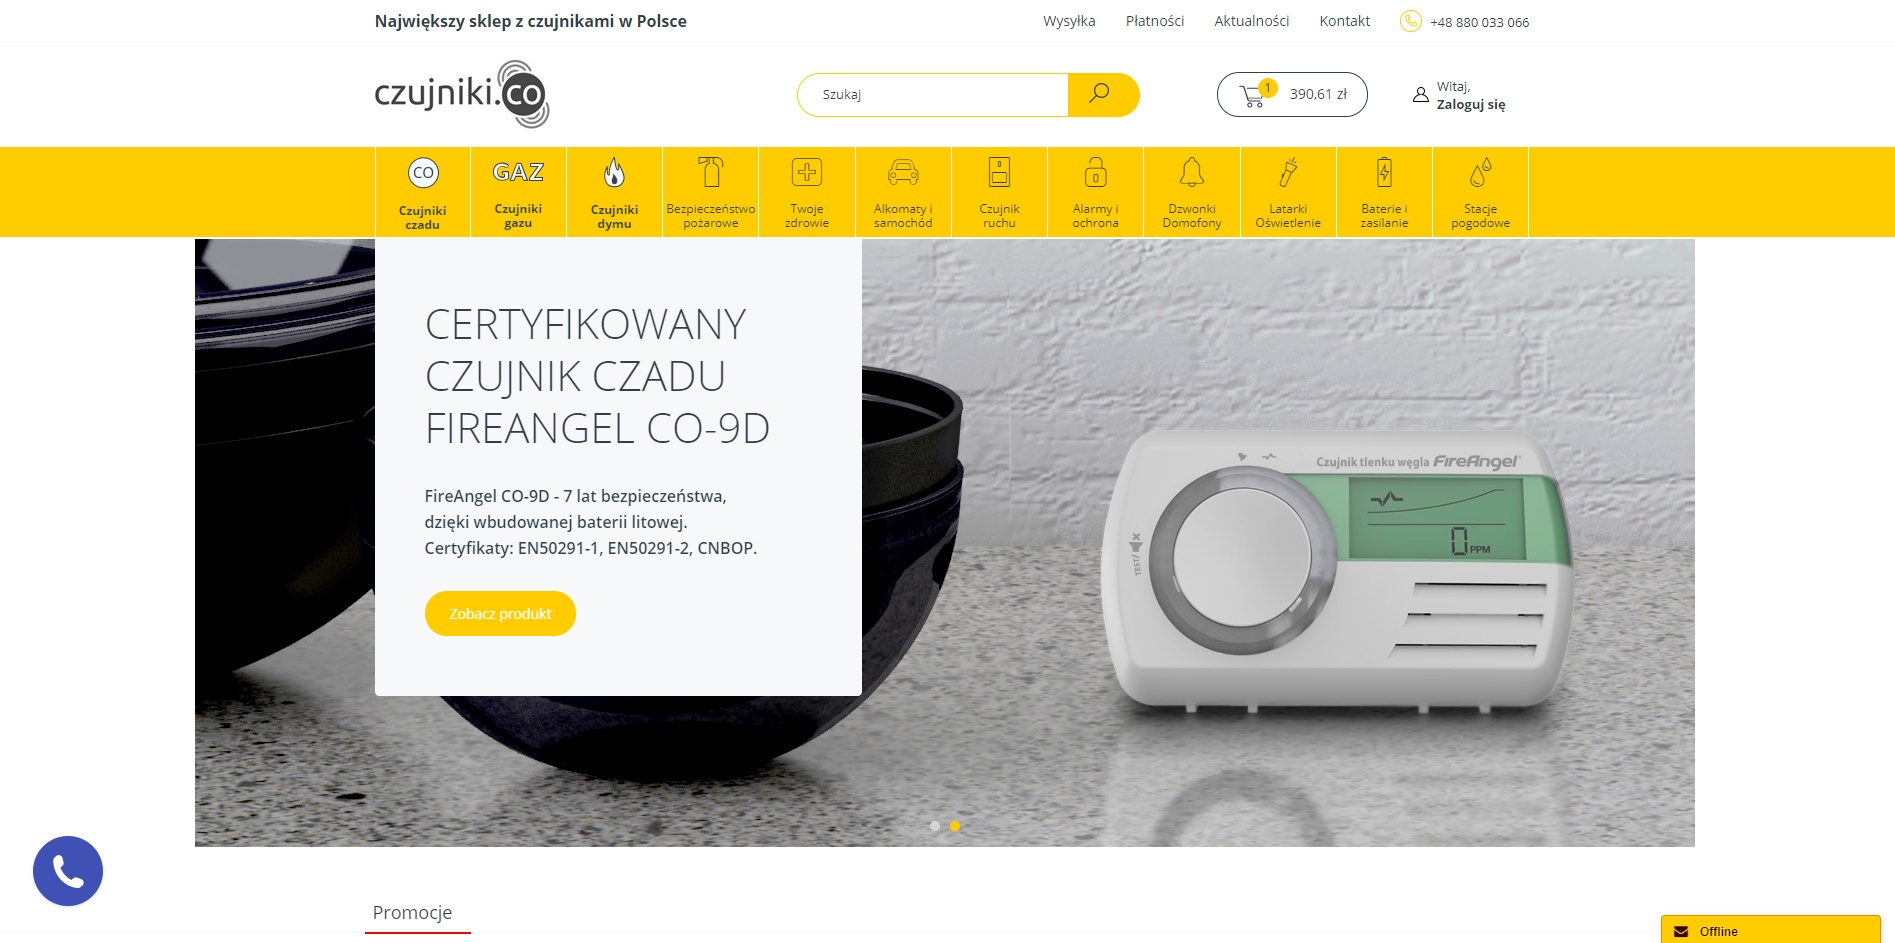 Największy sklep z czujnikami w Polsce
Wysyłka
Płatności
Aktualności
Kontakt
+48 880 033 066
czujniki.co
Szukaj
1
390,61 zł
Witaj,
Zaloguj się
CO
Czujniki
czadu
GAZ
Czujniki
gazu
Czujniki
dymu
Bezpieczeństwo
pożarowe
Twoje
zdrowie
Alkomaty i
samochód
Czujnik
ruchu
Alarmy i
ochrona
Dzwonki
Domofony
Latarki
Oświetlenie
Baterie i
zasilanie
Stacje
pogodowe
CERTYFIKOWANY
CZUJNIK CZADU
FIREANGEL CO-9D
FireAngel CO-9D - 7 lat bezpieczeństwa,
dzięki wbudowanej baterii litowej.
Certyfikaty: EN50291-1, EN50291-2, CNBOP.
Zobacz produkt
Czujnik tlenku węgla FireAngel
0 PPM
TEST/
Promocje
Offline